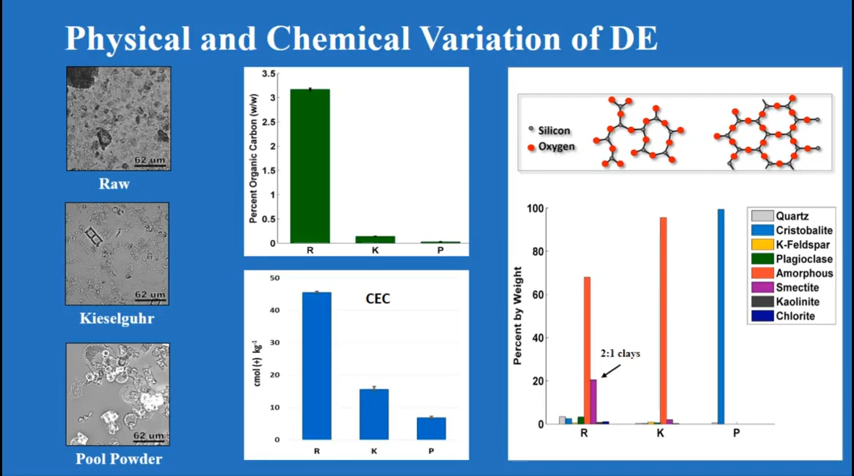 Physical and Chemical Variation of DE
62 um
Raw
62 um
Kieselguhr
62 um
Pool Powder
Percent Organic Carbon (w/w)
3.5
3
2.5
2
1.5
1
0.5
0
R K P
CEC
cmol (+) kg-1
50
40
30
20
10
0
R K P
Silicon
Oxygen
Percent by Weight
100
80
60
40
20
0
R K P
2:1 clays
Quartz
Cristobalite
K-Feldspar
Plagioclase
Amorphous
Smectite
Kaolinite
Chlorite